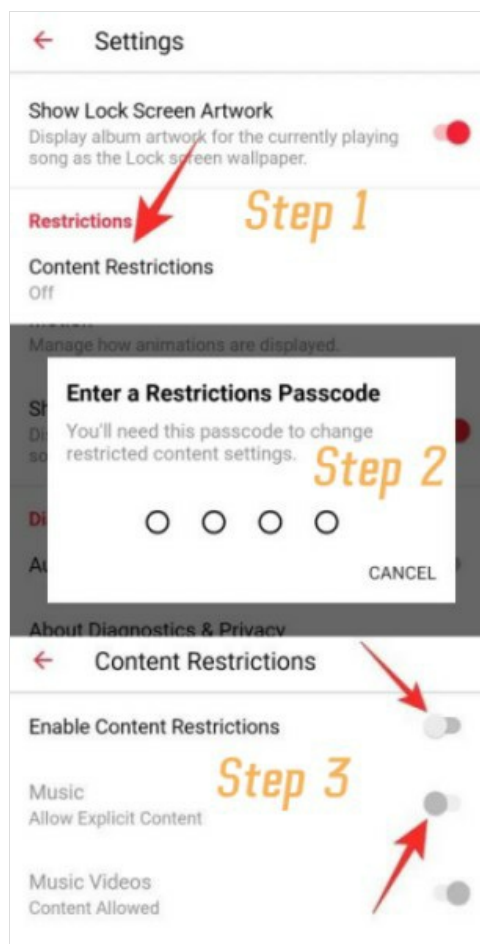 Settings
Show Lock Screen Artwork
Display album artwork for the currently playing
song as the Lock screen wallpaper.
Step 1
Restrictions
Content Restrictions
Off
Motion
Manage how animations are displayed.
Enter a Restrictions Passcode
You'll need this passcode to change
restricted content settings.
Step 2
CANCEL
About Diagnostics & Privacy
Content Restrictions
Enable Content Restrictions
Step 3
Music
Allow Explicit Content
Music Videos
Content Allowed